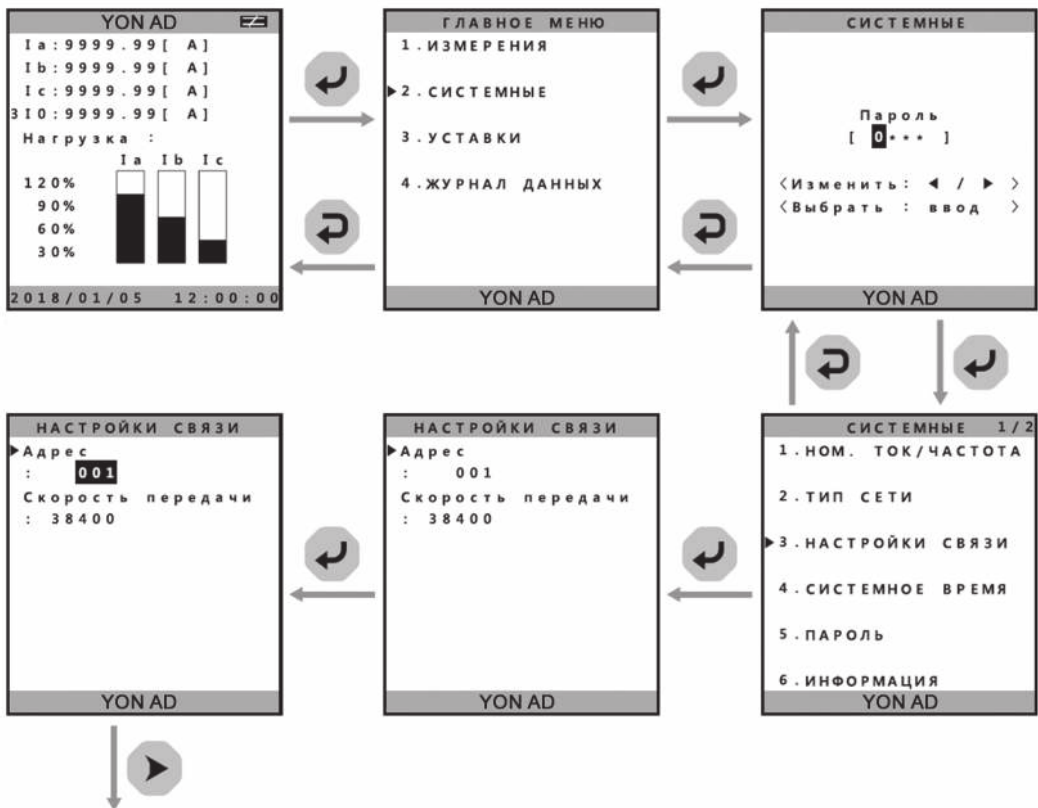 YON AD
Ia:9999.99[ A]
Ib:9999.99[ A]
Ic:9999.99[ A]
3I0:9999.99[ A]
Нагрузка :
Ia Ib Ic
120%
90%
60%
30%
2018/01/05 12:00:00
ГЛАВНОЕ МЕНЮ
1.ИЗМЕРЕНИЯ
▶2.СИСТЕМНЫЕ
3.УСТАВКИ
4.ЖУРНАЛ ДАННЫХ
YON AD
СИСТЕМНЫЕ
Пароль
[ 0*** ]
<Изменить: ◀ / ▶ >
<Выбрать : ввод >
YON AD
СИСТЕМНЫЕ 1/2
1.НОМ. ТОК/ЧАСТОТА
2.ТИП СЕТИ
▶3.НАСТРОЙКИ СВЯЗИ
4.СИСТЕМНОЕ ВРЕМЯ
5.ПАРОЛЬ
6.ИНФОРМАЦИЯ
YON AD
НАСТРОЙКИ СВЯЗИ
▶Адрес
: 001
Скорость передачи
: 38400
YON AD
НАСТРОЙКИ СВЯЗИ
▶Адрес
: 001
Скорость передачи
: 38400
YON AD